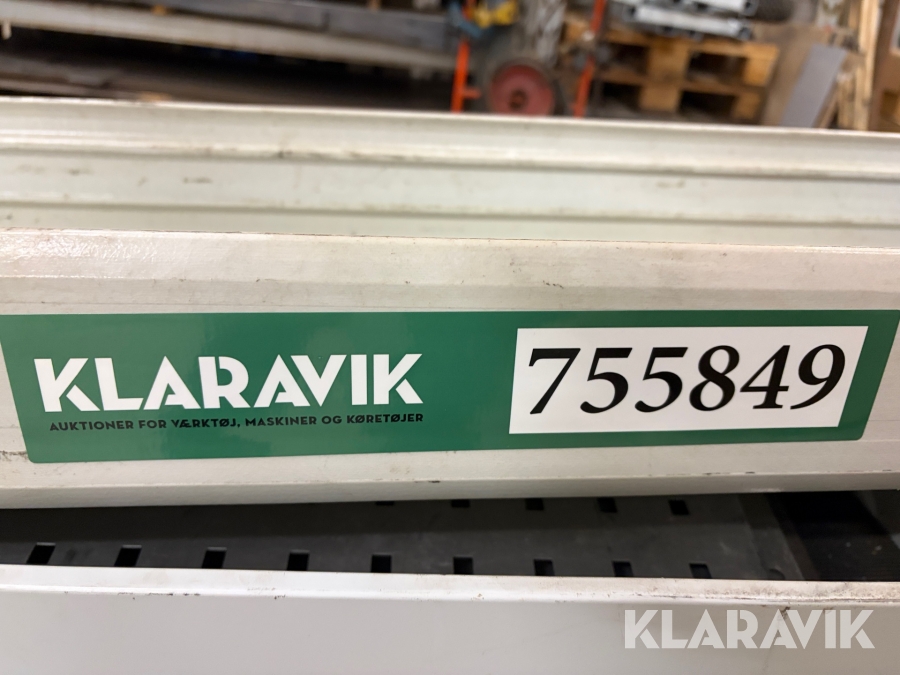 KLARAVIK
AUKTIONER FOR VÆRKTØJ, MASKINER OG KØRETØJER
755849
KLARAVIK